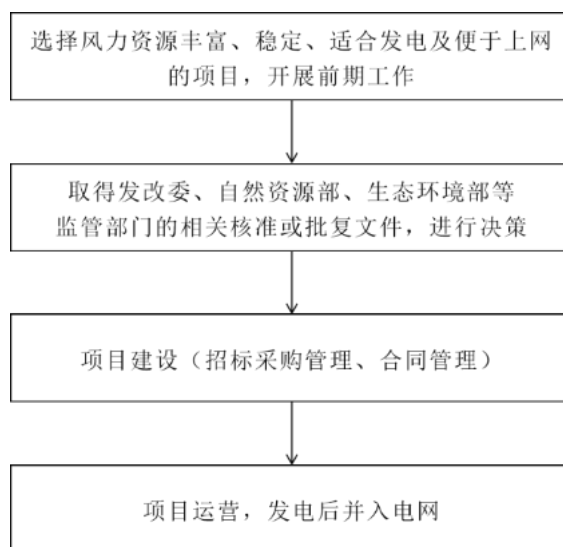 选择风力资源丰富、稳定、适合发电及便于上网
的项目，开展前期工作
取得发改委、自然资源部、生态环境部等
监管部门的相关核准或批复文件，进行决策
项目建设（招标采购管理、合同管理）
项目运营，发电后并入电网